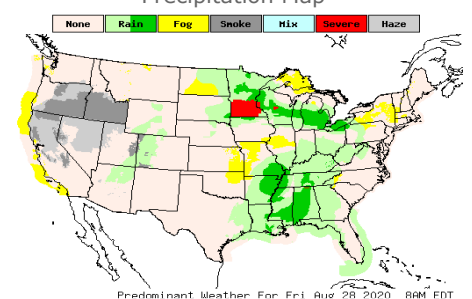 Precipitation Map
None Rain Fog Smoke Mix Severe Haze
Predominant Weather For Fri Aug 28 2020 8AM EDT